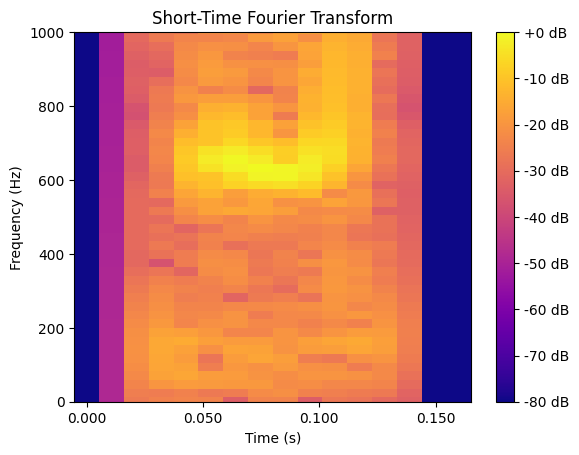 Short-Time Fourier Transform
1000
800
600
400
200
0
Frequency (Hz)
0.000 0.050 0.100 0.150
Time (s)
+0 dB
-10 dB
-20 dB
-30 dB
-40 dB
-50 dB
-60 dB
-70 dB
-80 dB